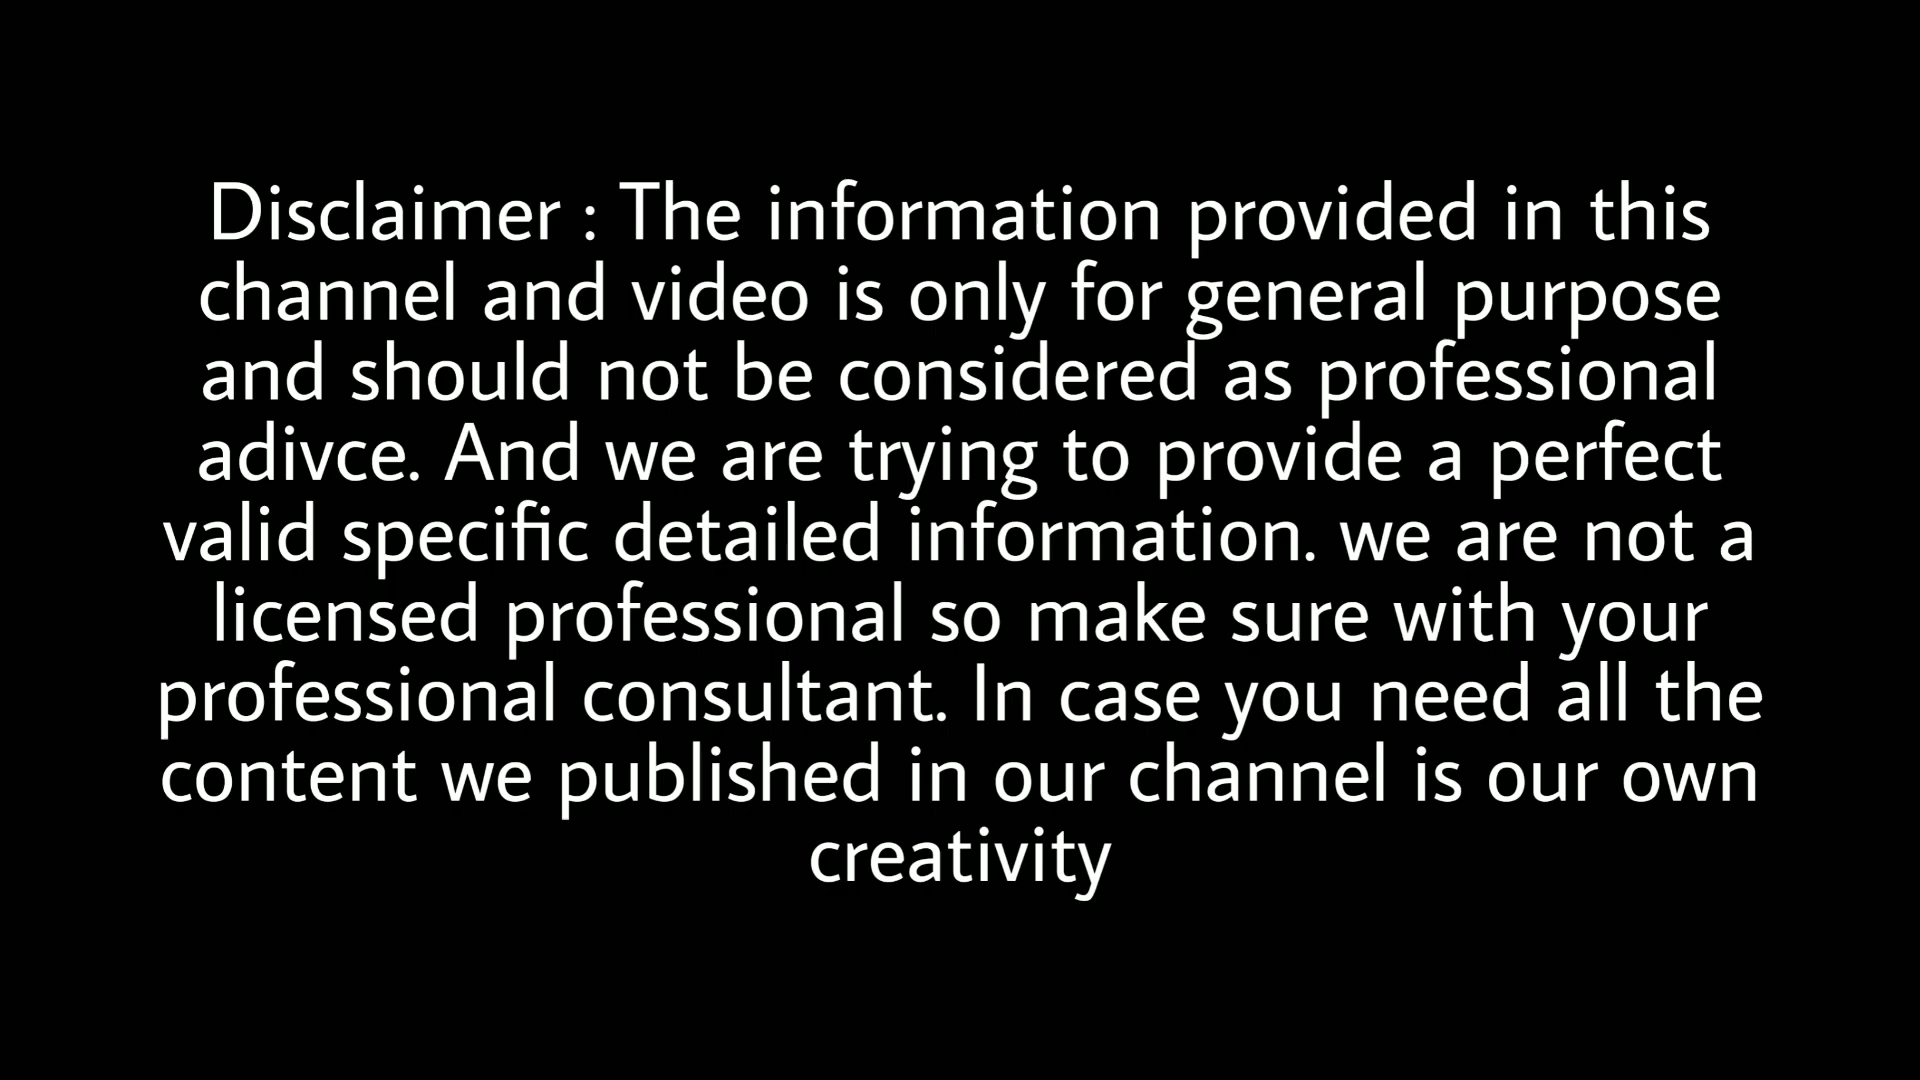 Disclaimer : The information provided in this
channel and video is only for general purpose
and should not be considered as professional
adivce. And we are trying to provide a perfect
valid specific detailed information. we are not a
licensed professional so make sure with your
professional consultant. In case you need all the
content we published in our channel is our own
creativity